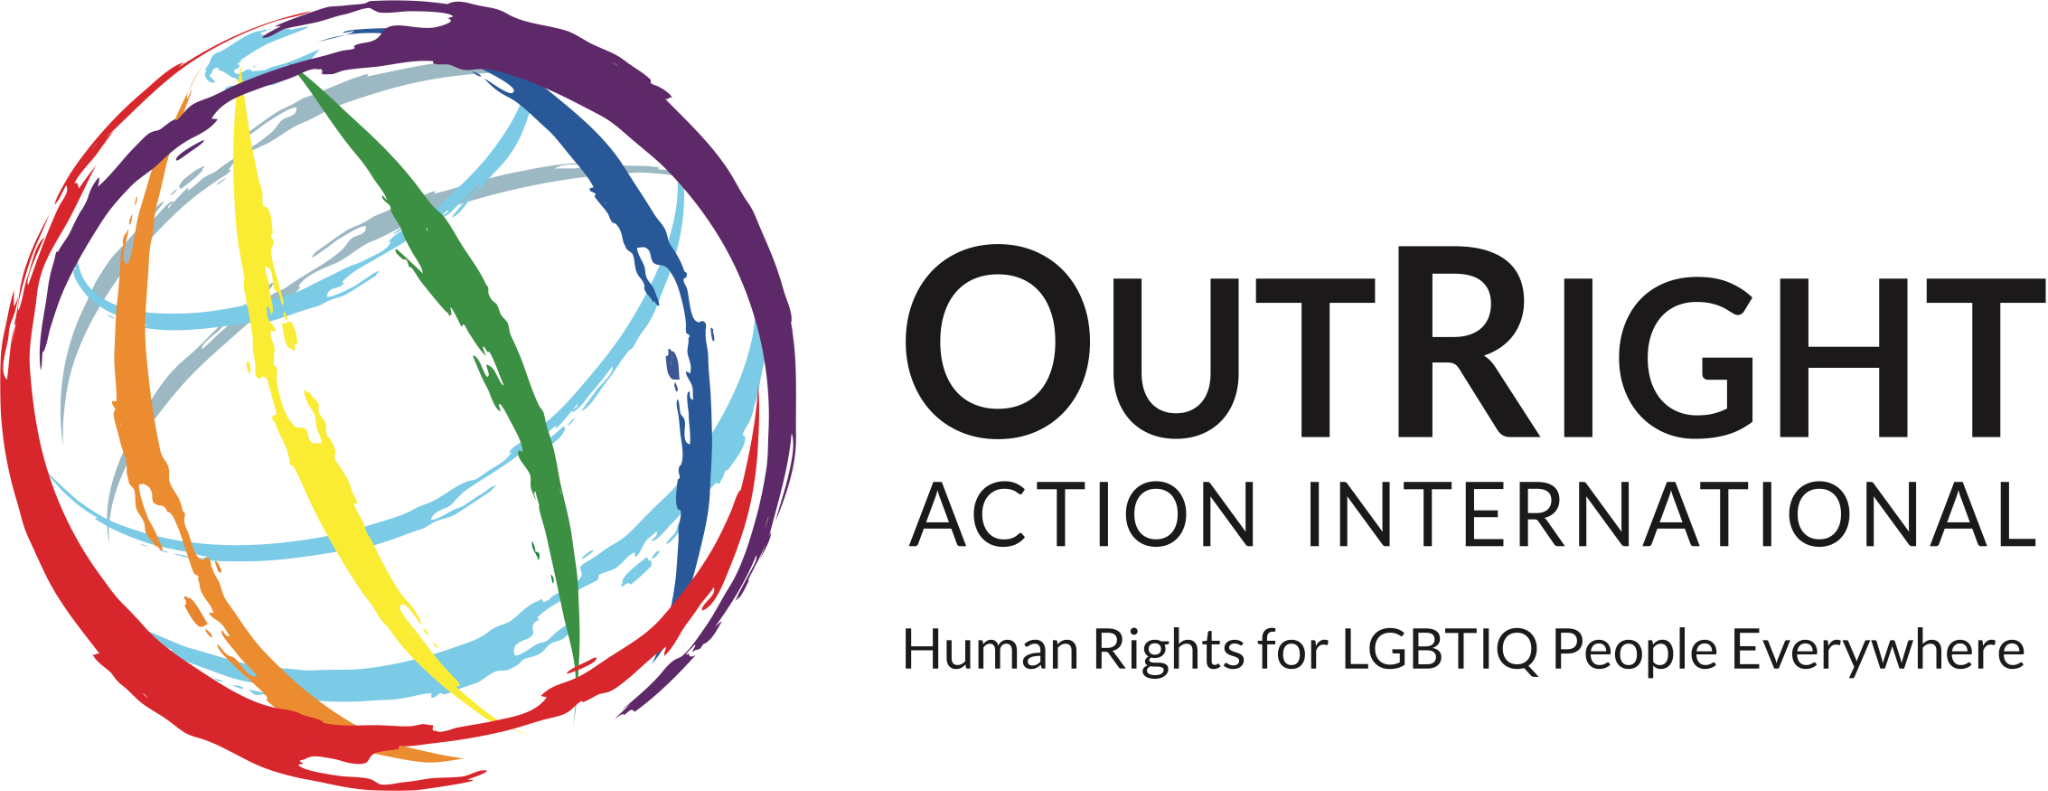 OUTRIGHT
ACTION INTERNATIONAL
Human Rights for LGBTIQ People Everywhere